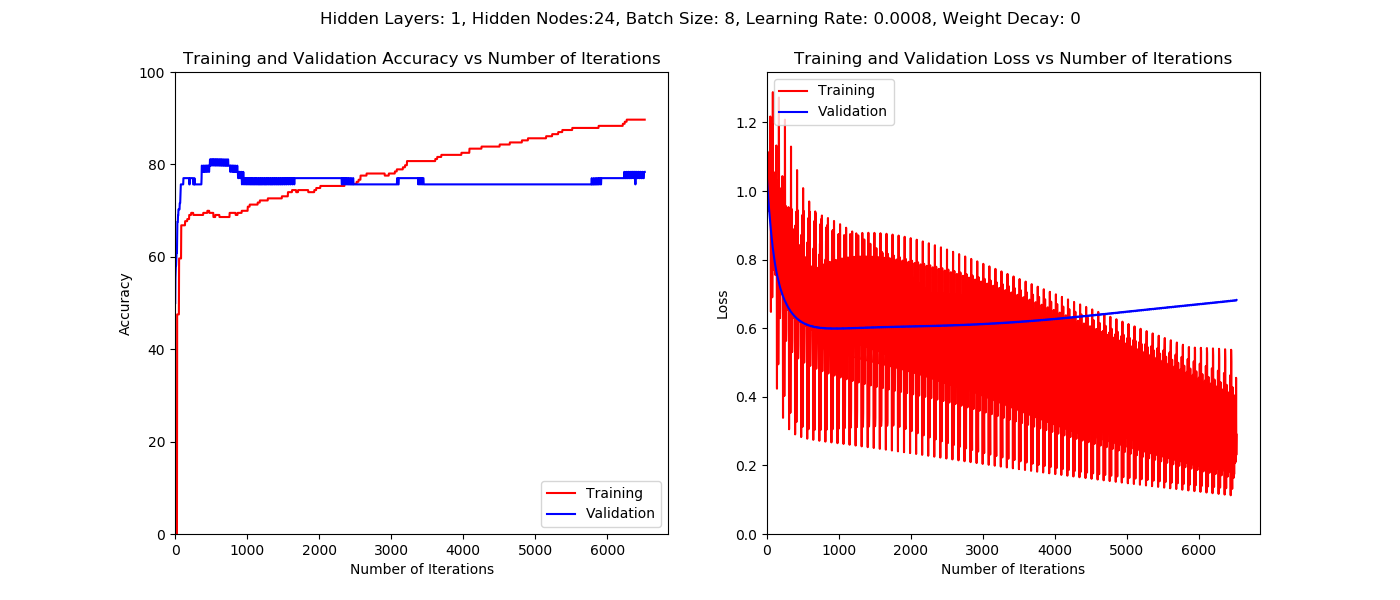 Hidden Layers: 1, Hidden Nodes:24, Batch Size: 8, Learning Rate: 0.0008, Weight Decay: 0
Training and Validation Accuracy vs Number of Iterations
100
80
60
40
20
0
Accuracy
0 1000 2000 3000 4000 5000 6000
Number of Iterations
Training
Validation
Training and Validation Loss vs Number of Iterations
1.2
1.0
0.8
0.6
0.4
0.2
0.0
Loss
0 1000 2000 3000 4000 5000 6000
Number of Iterations
Training
Validation